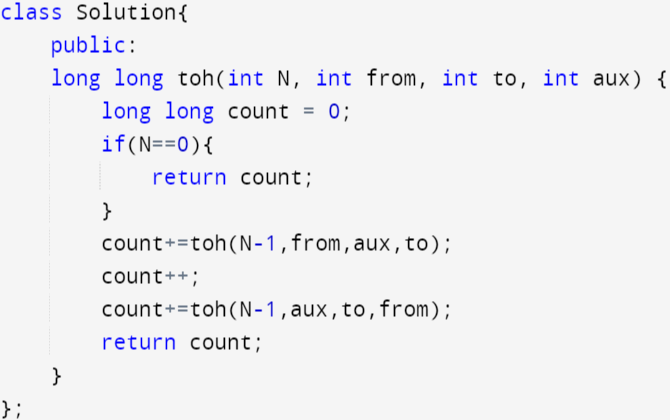 class Solution{
    public:
    long long toh(int N, int from, int to, int aux) {
        long long count = 0;
        if(N==0){
            return count;
        }
        count+=toh(N-1,from,aux,to);
        count++;
        count+=toh(N-1,aux,to,from);
        return count;
    }
};